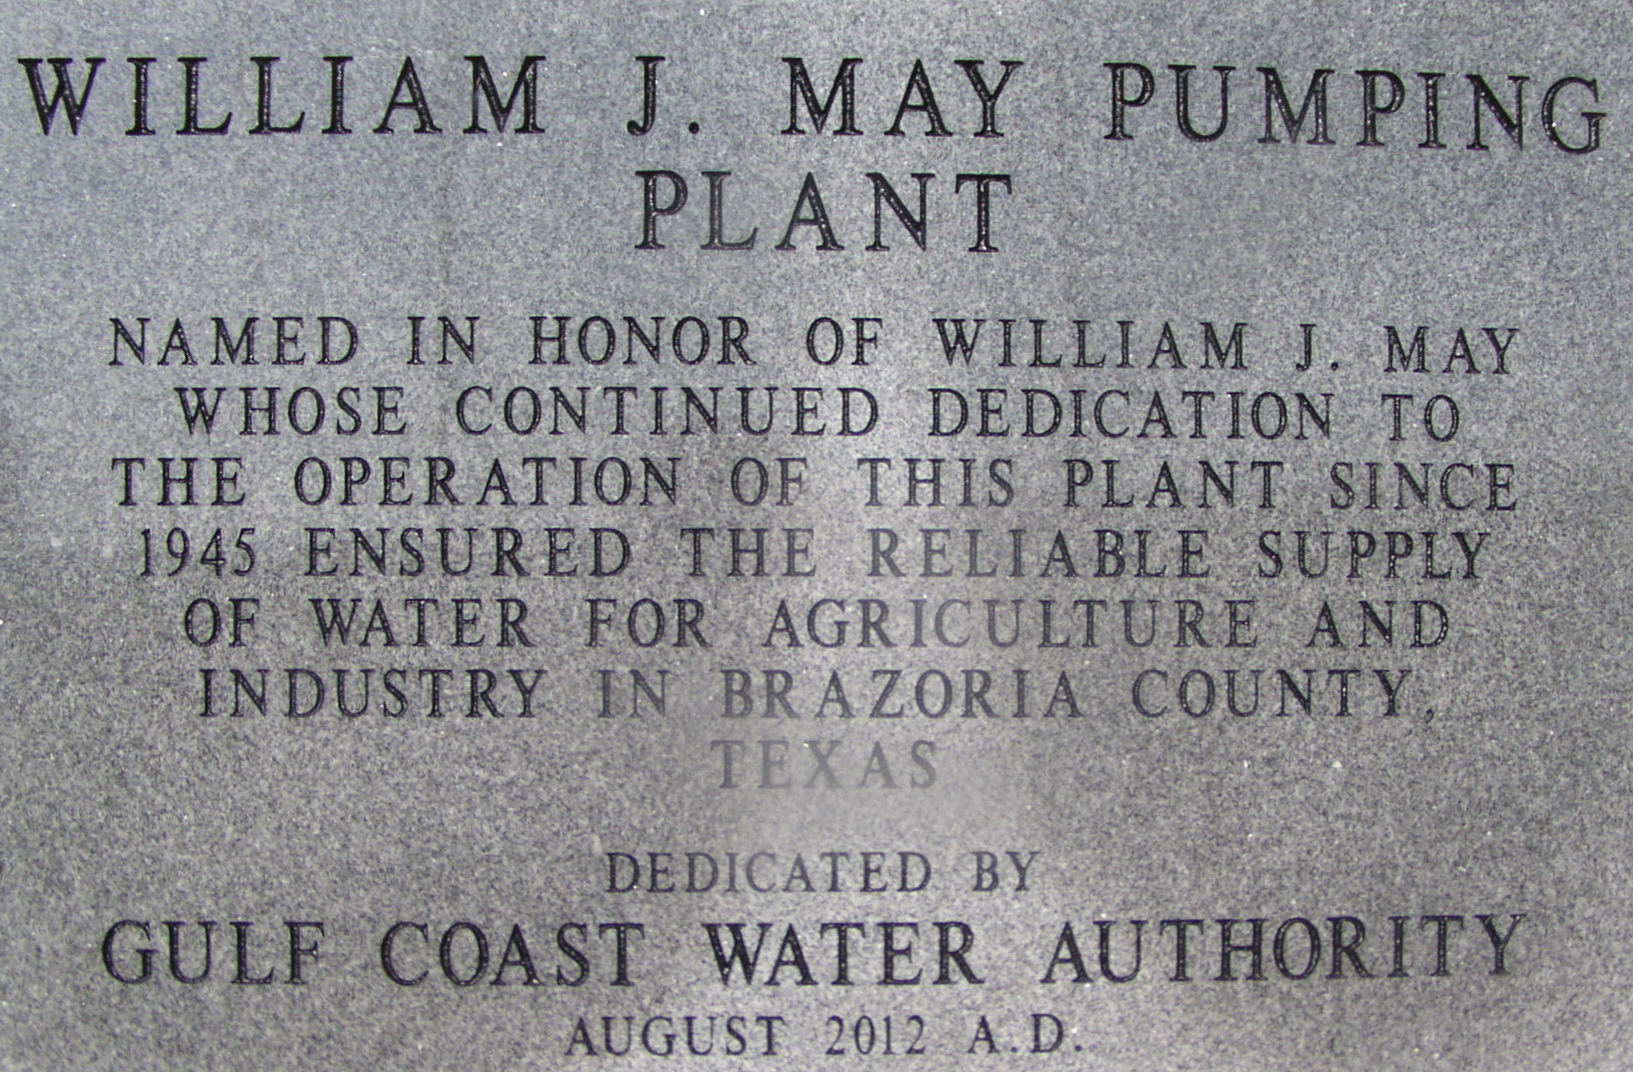 WILLIAM J. MAY PUMPING
PLANT
NAMED IN HONOR OF WILLIAM J. MAY
WHOSE CONTINUED DEDICATION TO
THE OPERATION OF THIS PLANT SINCE
1945 ENSURED THE RELIABLE SUPPLY
OF WATER FOR AGRICULTURE AND
INDUSTRY IN BRAZORIA COUNTY,
TEXAS
DEDICATED BY
GULF COAST WATER AUTHORITY
AUGUST 2012 A.D.